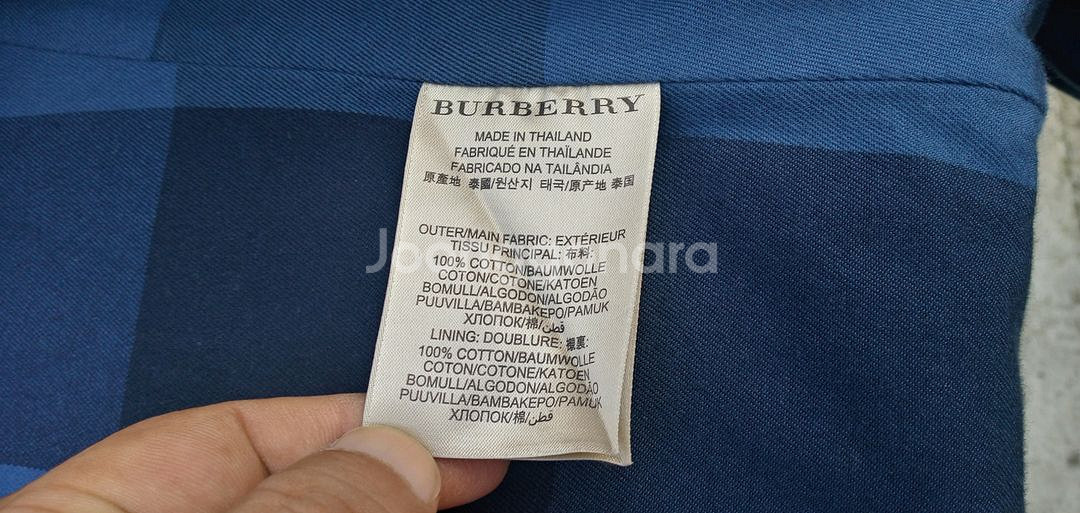 BURBERRY
MADE IN THAILAND
FABRIQUÉ EN THAÏLANDE
FABRICADO NA TAILÂNDIA
原產地 泰國/원산지 태국/原产地 泰国
OUTER/MAIN FABRIC: EXTÉRIEUR
TISSU PRINCIPAL: 布料:
100% COTTON/BAUMWOLLE
COTON/COTONE/KATOEN
BOMULL/ALGODON/ALGODÃO
PUUVILLA/ΒΑΜΒΑΚΕΡΟ/PAMUK
ХЛОПОК/棉/قطن
LINING: DOUBLURE: 襯裏:
100% COTTON/BAUMWOLLE
COTON/COTONE/KATOEN
BOMULL/ALGODON/ALGODÃO
PUUVILLA/ΒΑΜΒΑΚΕΡΟ/PAMUK
ХЛОПОК/棉/قطن